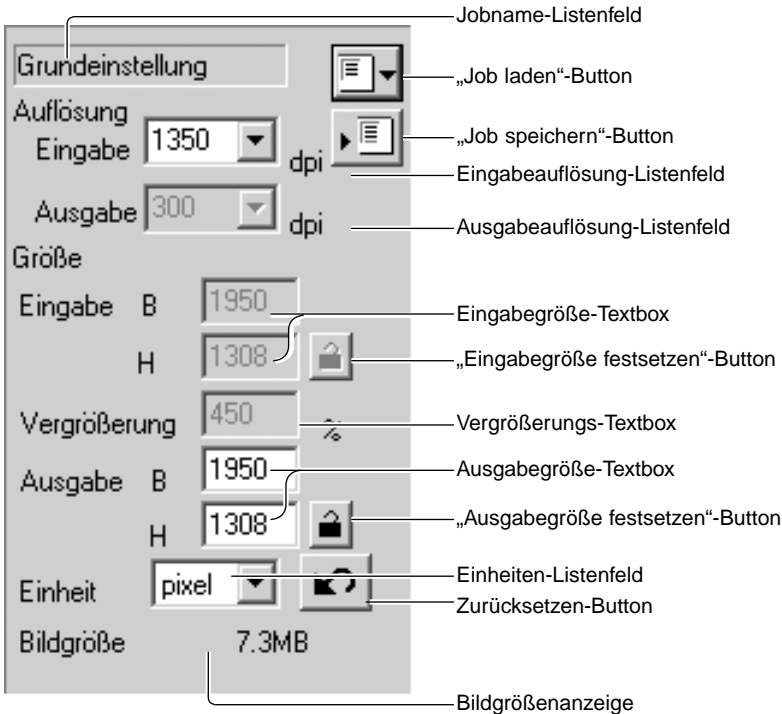 Jobname-Listenfeld
Grundeinstellung
„Job laden“-Button
Auflösung
„Job speichern“-Button
Eingabe 1350 dpi
Eingabeauflösung-Listenfeld
Ausgabe 300 dpi
Ausgabeauflösung-Listenfeld
Größe
Eingabe B 1950
Eingabegröße-Textbox
H 1308
„Eingabegröße festsetzen“-Button
Vergrößerung 450 %
Vergrößerungs-Textbox
Ausgabe B 1950
Ausgabegröße-Textbox
H 1308
„Ausgabegröße festsetzen“-Button
Einheit pixel
Einheiten-Listenfeld
Zurücksetzen-Button
Bildgröße 7.3MB
Bildgrößenanzeige